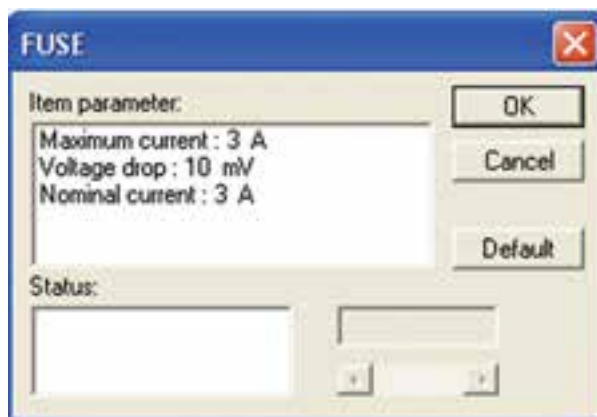 FUSE
Item parameter:
Maximum current : 3 A
Voltage drop : 10 mV
Nominal current : 3 A
OK
Cancel
Default
Status: